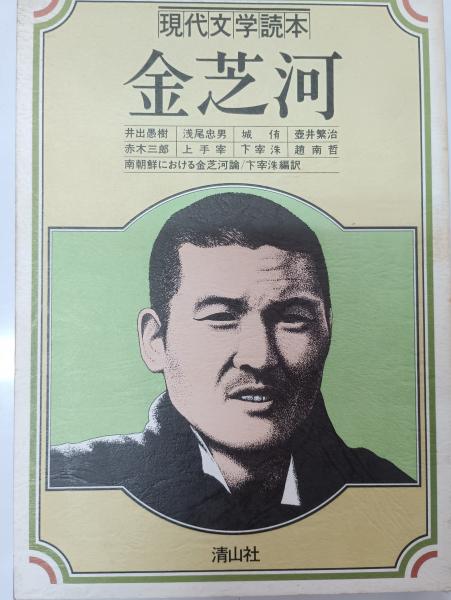 現代文学読本
金芝河
井出愚樹 浅尾忠男 城侑 壺井繁治
赤木三郎 上手宰 卞宰洙 趙南哲
南朝鮮における金芝河論/卞宰洙編訳
清山社